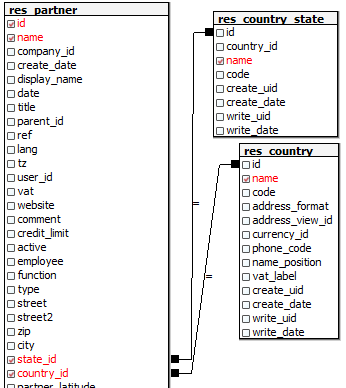 res_partner
id
name
company_id
create_date
display_name
date
title
parent_id
ref
lang
tz
user_id
vat
website
comment
credit_limit
active
employee
function
type
street
street2
zip
city
state_id
country_id
partner_latitude
res_country_state
id
country_id
name
code
create_uid
create_date
write_uid
write_date
res_country
id
name
code
address_format
address_view_id
currency_id
phone_code
name_position
vat_label
create_uid
create_date
write_uid
write_date
=
=